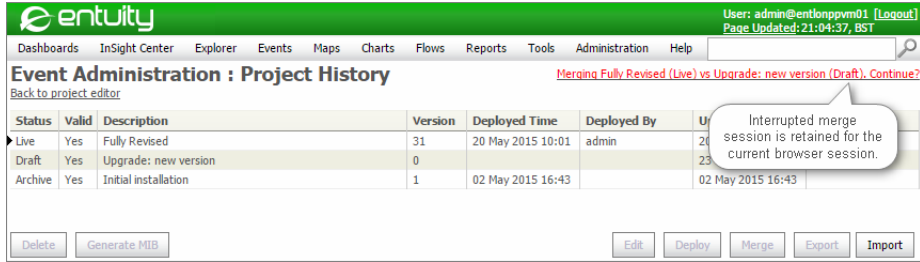 entuity
User: admin@entlonppvm01 [Logout]
Page Updated:21:04:37, BST
Dashboards InSight Center Explorer Events Maps Charts Flows Reports Tools Administration Help
Event Administration : Project History
Merging Fully Revised (Live) vs Upgrade: new version (Draft). Continue?
Back to project editor
Interrupted merge
session is retained for the
current browser session.
Status Valid Description Version Deployed Time Deployed By
Live Yes Fully Revised 31 20 May 2015 10:01 admin 20
Draft Yes Upgrade: new version 0 23
Archive Yes Initial installation 1 02 May 2015 16:43 02 May 2015 16:43
Delete Generate MIB Edit Deploy Merge Export Import